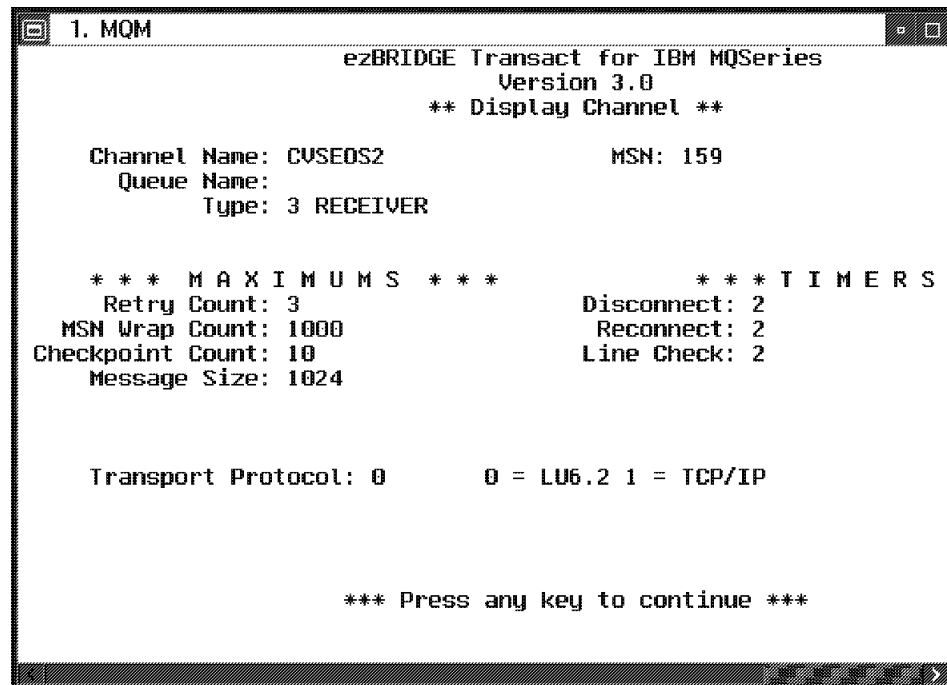 1. MQM
ezBRIDGE Transact for IBM MQSeries
Version 3.0
** Display Channel **
Channel Name: CVSEOS2 MSN: 159
Queue Name:
Type: 3 RECEIVER
* * * M A X I M U M S * * * * * * T I M E R S
Retry Count: 3 Disconnect: 2
MSN Wrap Count: 1000 Reconnect: 2
Checkpoint Count: 10 Line Check: 2
Message Size: 1024
Transport Protocol: 0 0 = LU6.2 1 = TCP/IP
*** Press any key to continue ***